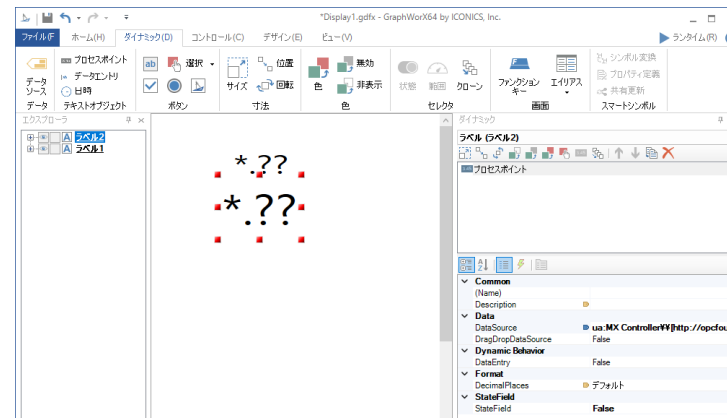 *Display1.gdfx - GraphWorX64 by ICONICS, Inc.
ファイル(F ホーム(H) ダイナミック(D) コントロール(C) デザイン(E) ビュー(V) ランタイム(R)
データ ソース プロセスポイント ab 選択 サイズ 位置 色 無効 状態 範囲 クローン ファンクション キー エイリアス シンボル変換
データエントリ 回転 非表示 プロパティ定義
日時 共有更新
データ テキストオブジェクト ボタン 寸法 色 セレクタ 画面 スマートシンボル
エクスプローラ ダイナミック
A ラベル2
A ラベル1
*.??
*.??
ラベル (ラベル2)
プロセスポイント
Common
(Name)
Description
Data
DataSource ua:MX Controller¥¥[http://opcfou
DragDropDataSource False
Dynamic Behavior
DataEntry False
Format
DecimalPlaces デフォルト
StateField
StateField False